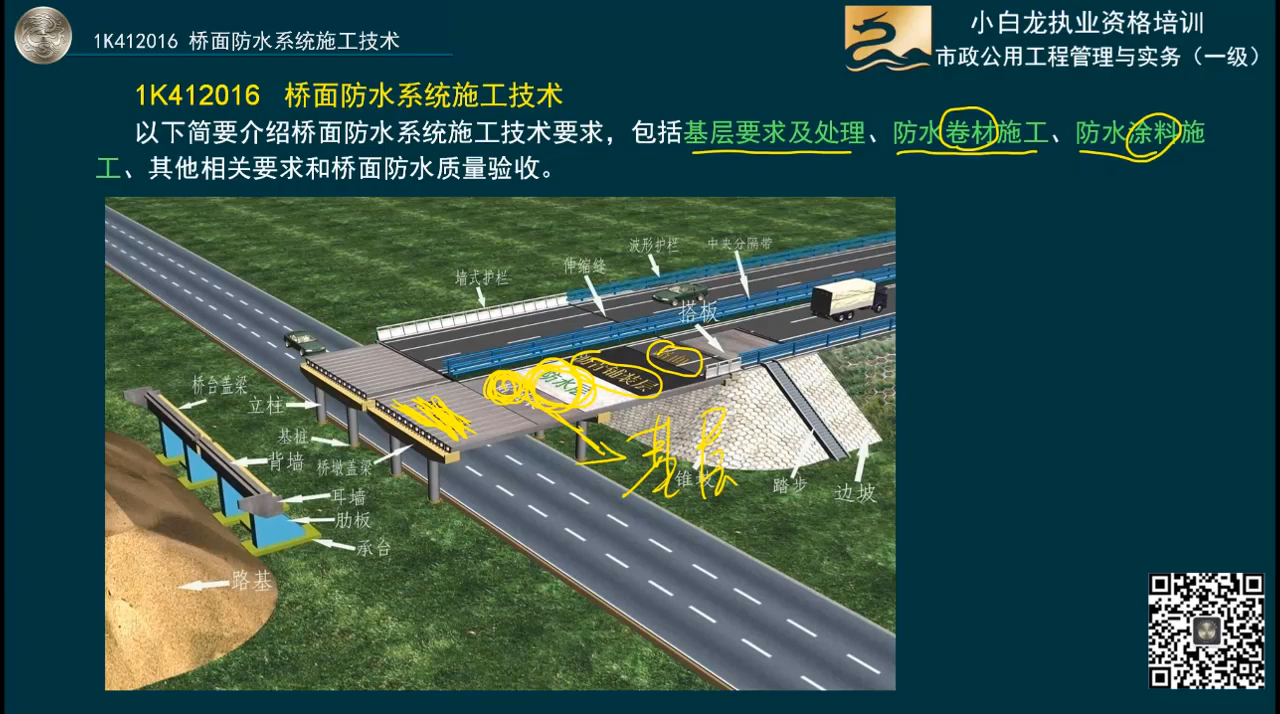 1K412016 桥面防水系统施工技术
小白龙执业资格培训
市政公用工程管理与实务（一级）
1K412016 桥面防水系统施工技术
以下简要介绍桥面防水系统施工技术要求，包括基层要求及处理、防水卷材施工、防水涂料施
工、其他相关要求和桥面防水质量验收。
波形护栏
中央分隔带
墙式护栏
伸缩缝
搭板
铺装层
防水层
桥台盖梁
立柱
基桩
背墙
桥墩盖梁
基层
踏步
边坡
耳墙
肋板
承台
路基